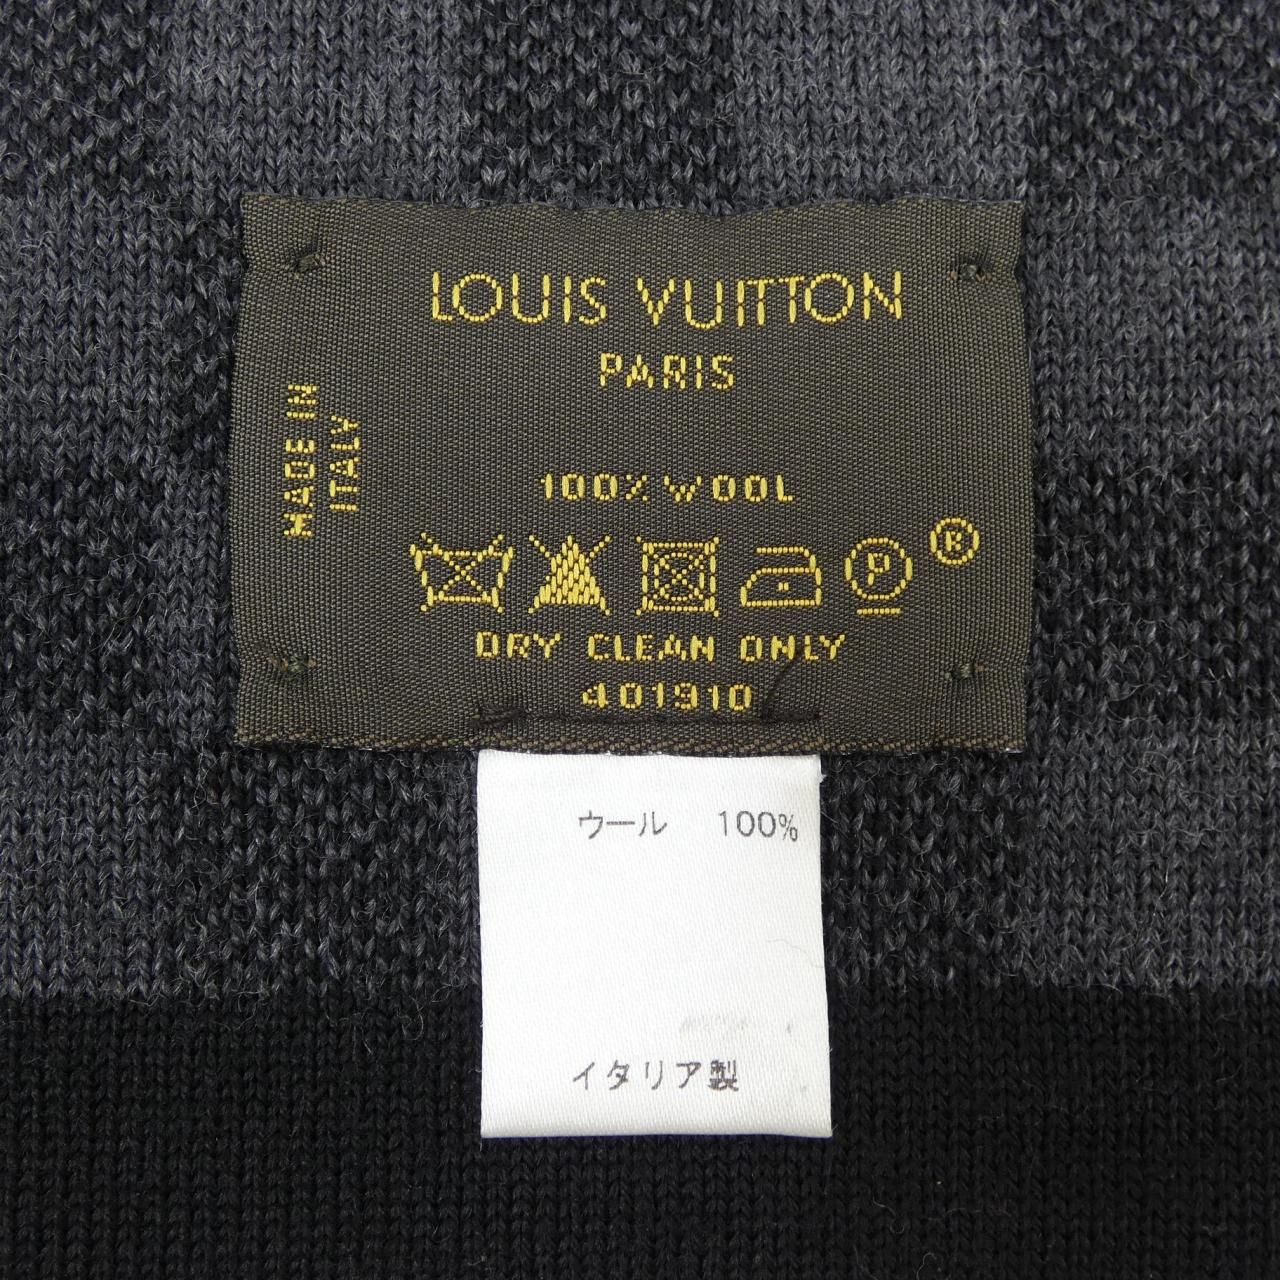 LOUIS VUITTON
PARIS
MADE IN
ITALY
100% WOOL
P
®
DRY CLEAN ONLY
401910
ウール 100%
イタリア製